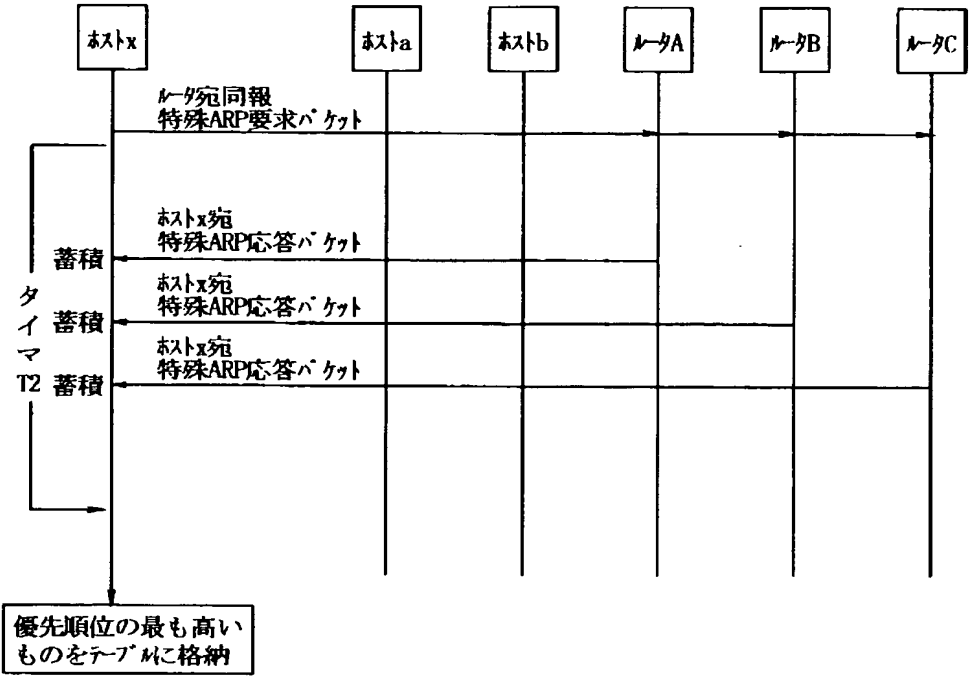 ホストx
ホストa
ホストb
ルータA
ルータB
ルータC
ルータ宛同報
特殊ARP要求パケット
ホストx宛
特殊ARP応答パケット
蓄積
ホストx宛
特殊ARP応答パケット
蓄積
ホストx宛
特殊ARP応答パケット
蓄積
タイマT2
優先順位の最も高い
ものをテーブルに格納